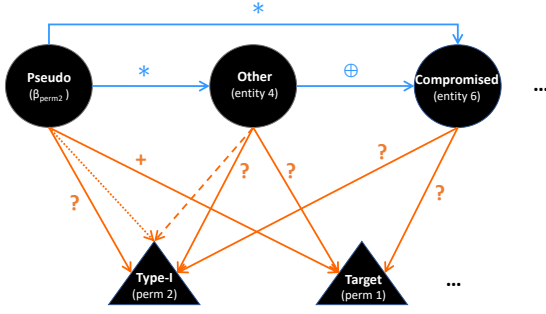 *
Pseudo
(βperm2 )
*
Other
(entity 4)
⊕
Compromised
(entity 6)
...
?
+
?
?
?
?
Type-I
(perm 2)
Target
(perm 1)
...